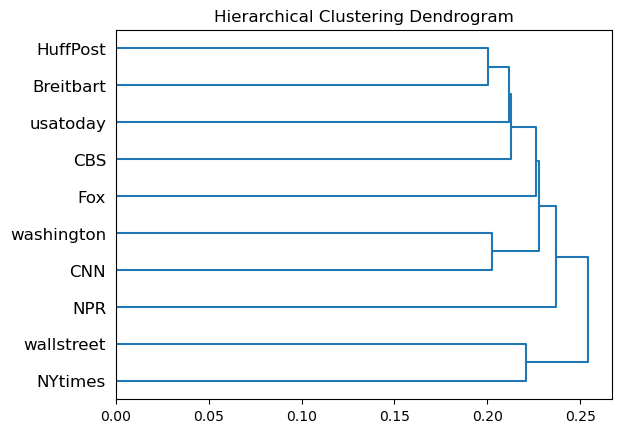 Hierarchical Clustering Dendrogram
HuffPost
Breitbart
usatoday
CBS
Fox
washington
CNN
NPR
wallstreet
NYtimes
0.00 0.05 0.10 0.15 0.20 0.25